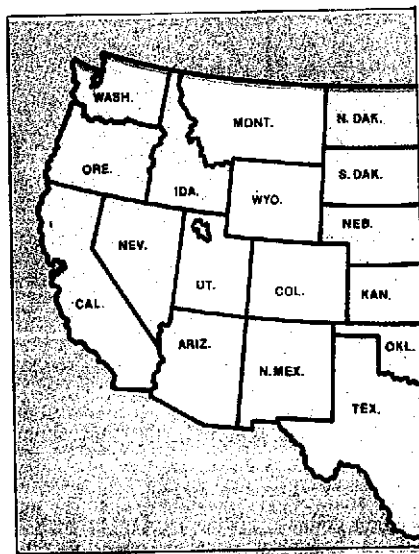 WASH.
MONT.
N. DAK.
ORE.
IDA.
S. DAK.
WYO.
NEB.
NEV.
UT.
COL.
KAN.
CAL.
ARIZ.
N.MEX.
OKL.
TEX.